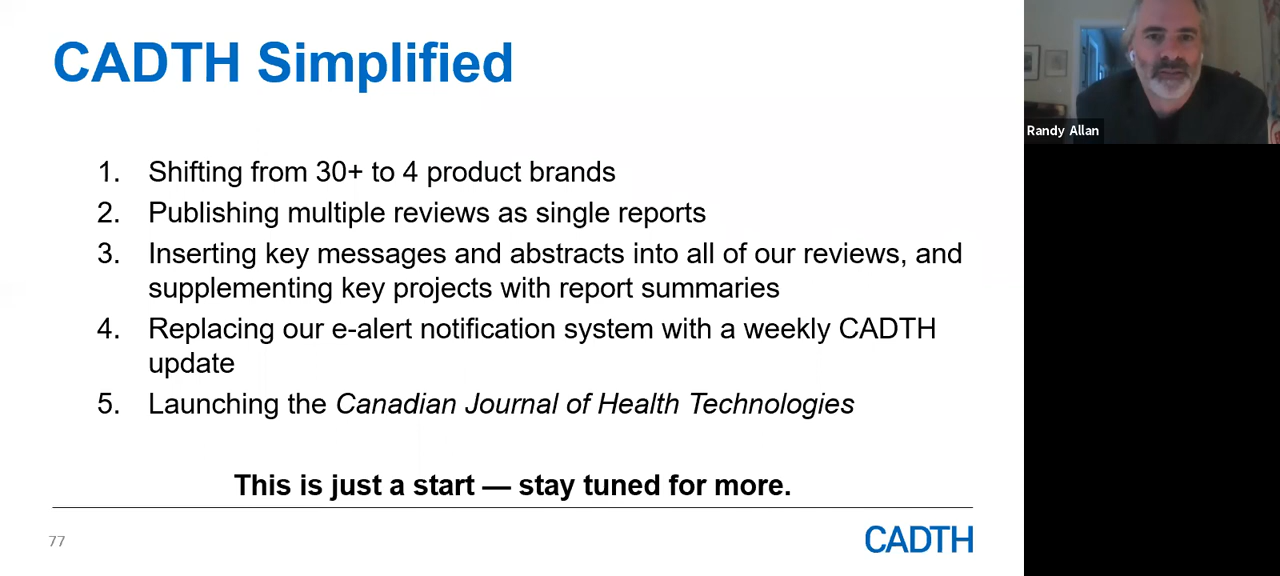 CADTH Simplified
1. Shifting from 30+ to 4 product brands
2. Publishing multiple reviews as single reports
3. Inserting key messages and abstracts into all of our reviews, and
supplementing key projects with report summaries
4. Replacing our e-alert notification system with a weekly CADTH
update
5. Launching the Canadian Journal of Health Technologies
This is just a start — stay tuned for more.
77
CADTH
Randy Allan